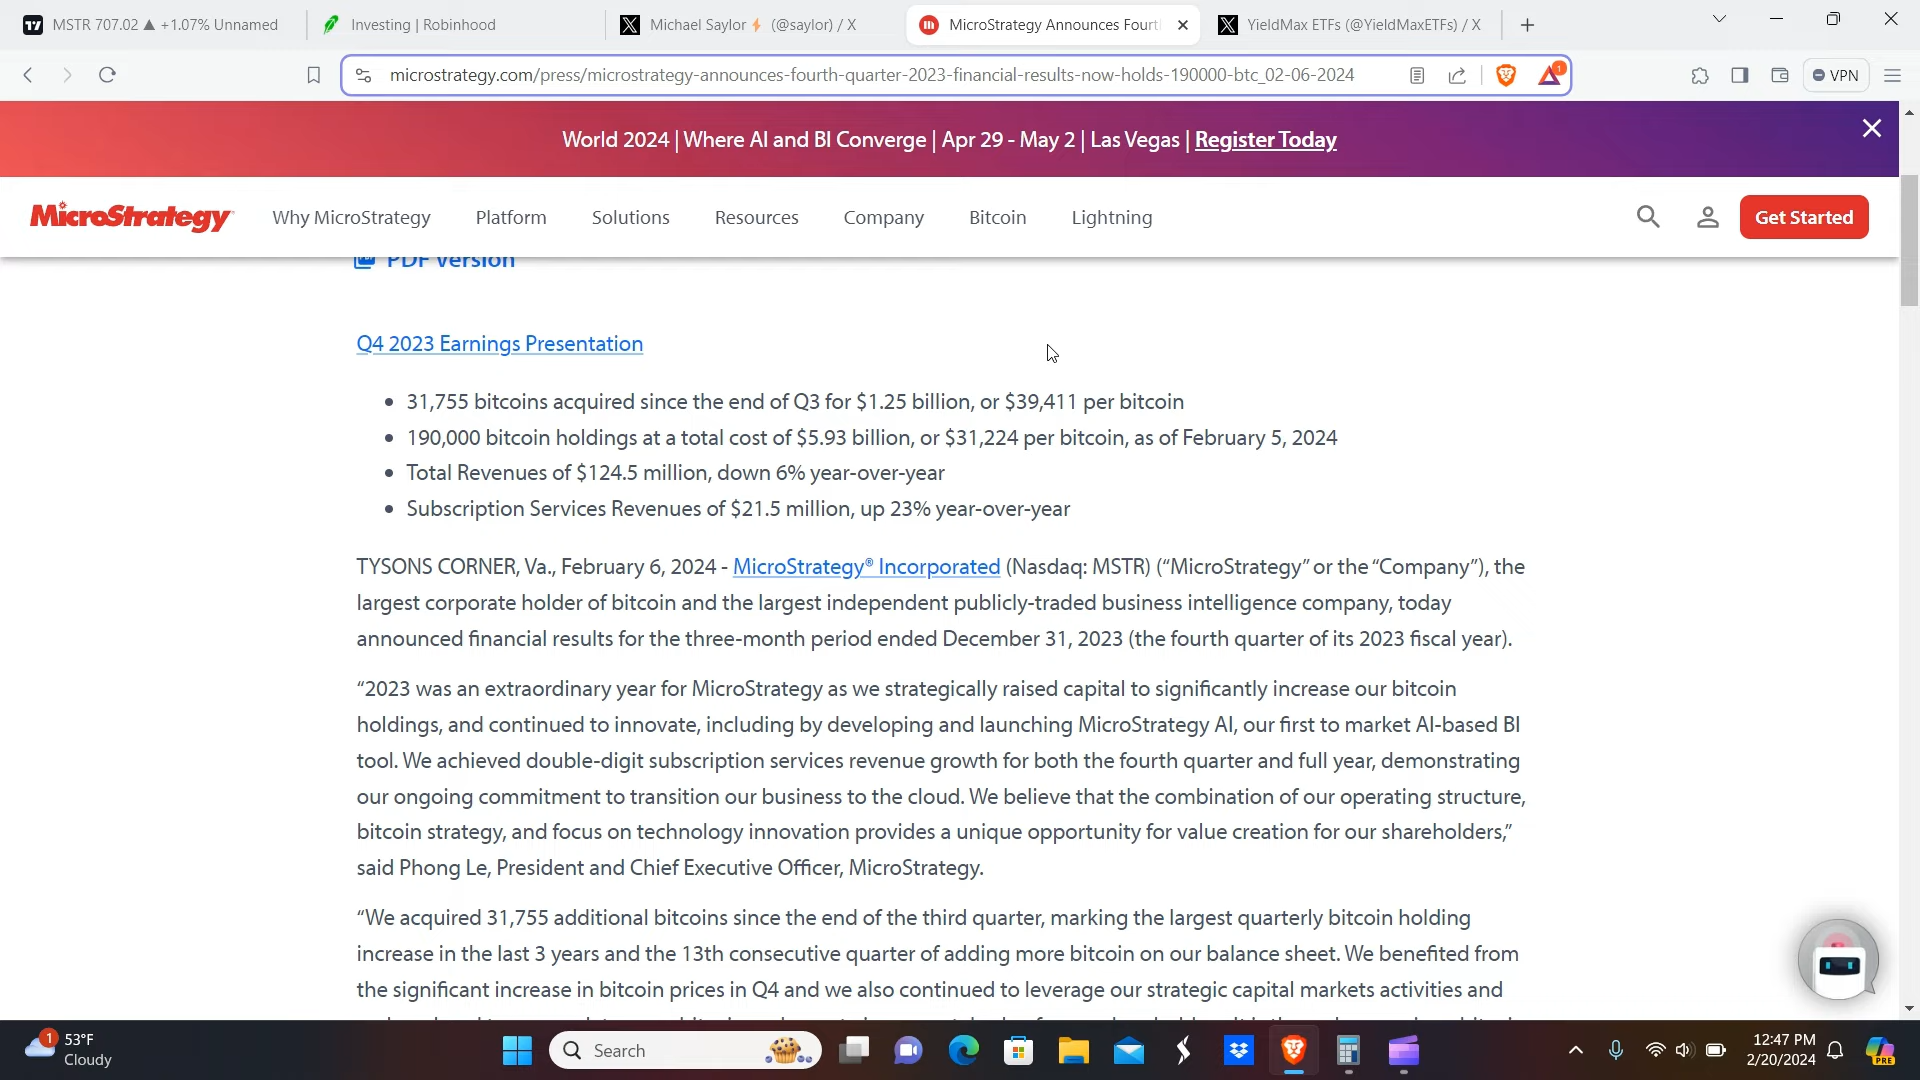 MSTR 707.02 ▲ +1.07% Unnamed
Investing | Robinhood
Michael Saylor⚡ (@saylor) / X
MicroStrategy Announces Fourt
YieldMax ETFs (@YieldMaxETFs) / X
microstrategy.com/press/microstrategy-announces-fourth-quarter-2023-financial-results-now-holds-190000-btc_02-06-2024
1
VPN
World 2024 | Where AI and BI Converge | Apr 29 - May 2 | Las Vegas | Register Today
MicroStrategy
Why MicroStrategy
Platform
Solutions
Resources
Company
Bitcoin
Lightning
Get Started
PDF Version
Q4 2023 Earnings Presentation
• 31,755 bitcoins acquired since the end of Q3 for $1.25 billion, or $39,411 per bitcoin
• 190,000 bitcoin holdings at a total cost of $5.93 billion, or $31,224 per bitcoin, as of February 5, 2024
• Total Revenues of $124.5 million, down 6% year-over-year
• Subscription Services Revenues of $21.5 million, up 23% year-over-year
TYSONS CORNER, Va., February 6, 2024 - MicroStrategy® Incorporated (Nasdaq: MSTR) (“MicroStrategy” or the “Company”), the
largest corporate holder of bitcoin and the largest independent publicly-traded business intelligence company, today
announced financial results for the three-month period ended December 31, 2023 (the fourth quarter of its 2023 fiscal year).
“2023 was an extraordinary year for MicroStrategy as we strategically raised capital to significantly increase our bitcoin
holdings, and continued to innovate, including by developing and launching MicroStrategy AI, our first to market AI-based BI
tool. We achieved double-digit subscription services revenue growth for both the fourth quarter and full year, demonstrating
our ongoing commitment to transition our business to the cloud. We believe that the combination of our operating structure,
bitcoin strategy, and focus on technology innovation provides a unique opportunity for value creation for our shareholders,”
said Phong Le, President and Chief Executive Officer, MicroStrategy.
“We acquired 31,755 additional bitcoins since the end of the third quarter, marking the largest quarterly bitcoin holding
increase in the last 3 years and the 13th consecutive quarter of adding more bitcoin on our balance sheet. We benefited from
the significant increase in bitcoin prices in Q4 and we also continued to leverage our strategic capital markets activities and
1
53°F
Cloudy
Search
12:47 PM
2/20/2024
PRE